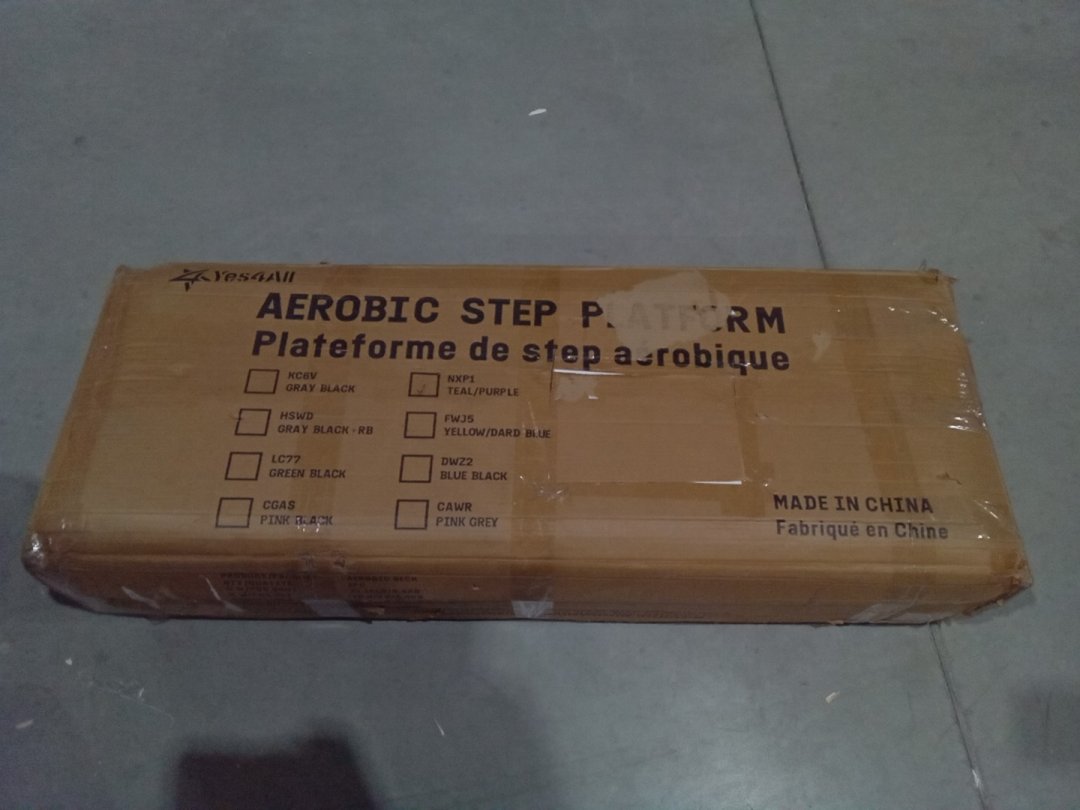 Yes4All
AEROBIC STEP PLATFORM
Plateforme de step aérobique
KC6V
GRAY BLACK
NXP1
TEAL/PURPLE
HSWD
GRAY BLACK-RB
FWJ5
YELLOW/DARD BLUE
LC77
GREEN BLACK
DWZ2
BLUE BLACK
CGAS
PINK BLACK
CAWR
PINK GREY
MADE IN CHINA
Fabriqué en Chine
AEROBIC DECK